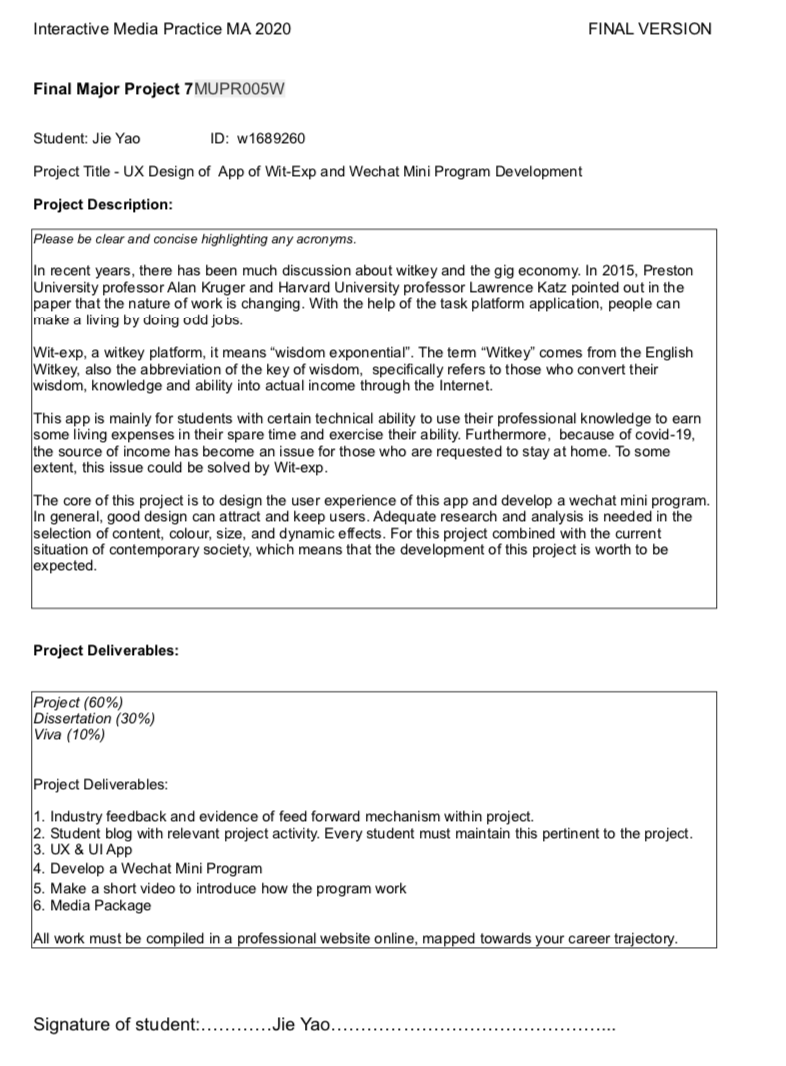 Interactive Media Practice MA 2020 FINAL VERSION
Final Major Project 7MUPR005W
Student: Jie Yao ID: w1689260
Project Title - UX Design of App of Wit-Exp and Wechat Mini Program Development
Project Description:
Please be clear and concise highlighting any acronyms.
In recent years, there has been much discussion about witkey and the gig economy. In 2015, Preston
University professor Alan Kruger and Harvard University professor Lawrence Katz pointed out in the
paper that the nature of work is changing. With the help of the task platform application, people can
make a living by doing odd jobs.
Wit-exp, a witkey platform, it means “wisdom exponential”. The term “Witkey” comes from the English
Witkey, also the abbreviation of the key of wisdom, specifically refers to those who convert their
wisdom, knowledge and ability into actual income through the Internet.
This app is mainly for students with certain technical ability to use their professional knowledge to earn
some living expenses in their spare time and exercise their ability. Furthermore, because of covid-19,
the source of income has become an issue for those who are requested to stay at home. To some
extent, this issue could be solved by Wit-exp.
The core of this project is to design the user experience of this app and develop a wechat mini program.
In general, good design can attract and keep users. Adequate research and analysis is needed in the
selection of content, colour, size, and dynamic effects. For this project combined with the current
situation of contemporary society, which means that the development of this project is worth to be
expected.
Project Deliverables:
Project (60%)
Dissertation (30%)
Viva (10%)
Project Deliverables:
1. Industry feedback and evidence of feed forward mechanism within project.
2. Student blog with relevant project activity. Every student must maintain this pertinent to the project.
3. UX & UI App
4. Develop a Wechat Mini Program
5. Make a short video to introduce how the program work
6. Media Package
All work must be compiled in a professional website online, mapped towards your career trajectory.
Signature of student:…………Jie Yao………………………………………...